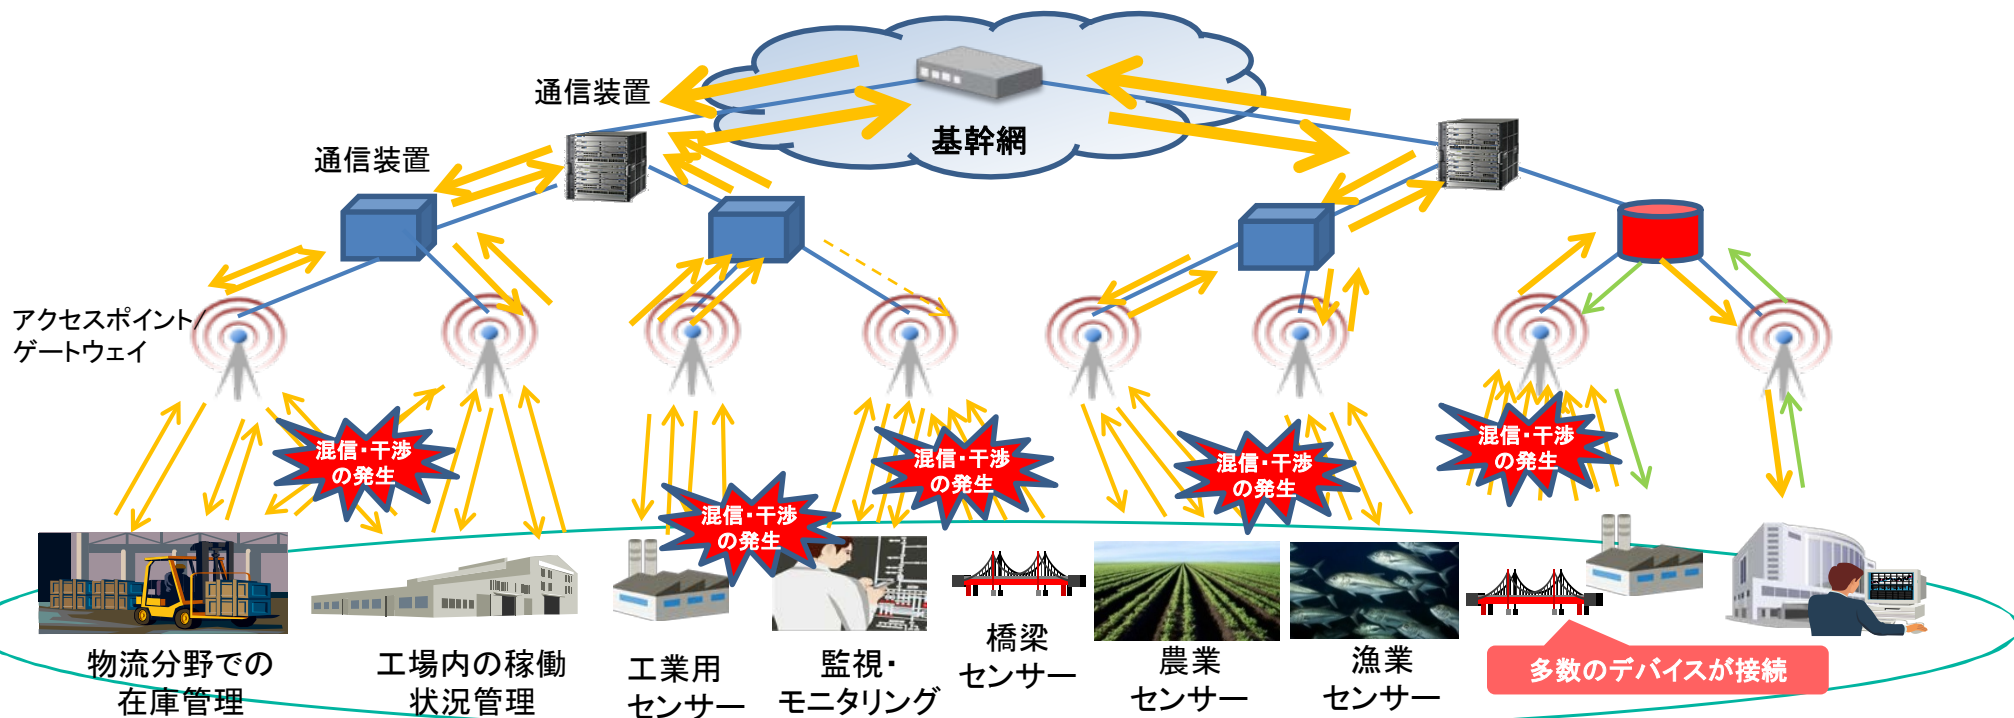 通信装置
基幹網
通信装置
アクセスポイント/
ゲートウェイ
混信・干渉
の発生
混信・干渉
の発生
混信・干渉
の発生
混信・干渉
の発生
混信・干渉
の発生
物流分野での
在庫管理
工場内の稼働
状況管理
工業用
センサー
監視・
モニタリング
橋梁
センサー
農業
センサー
漁業
センサー
多数のデバイスが接続